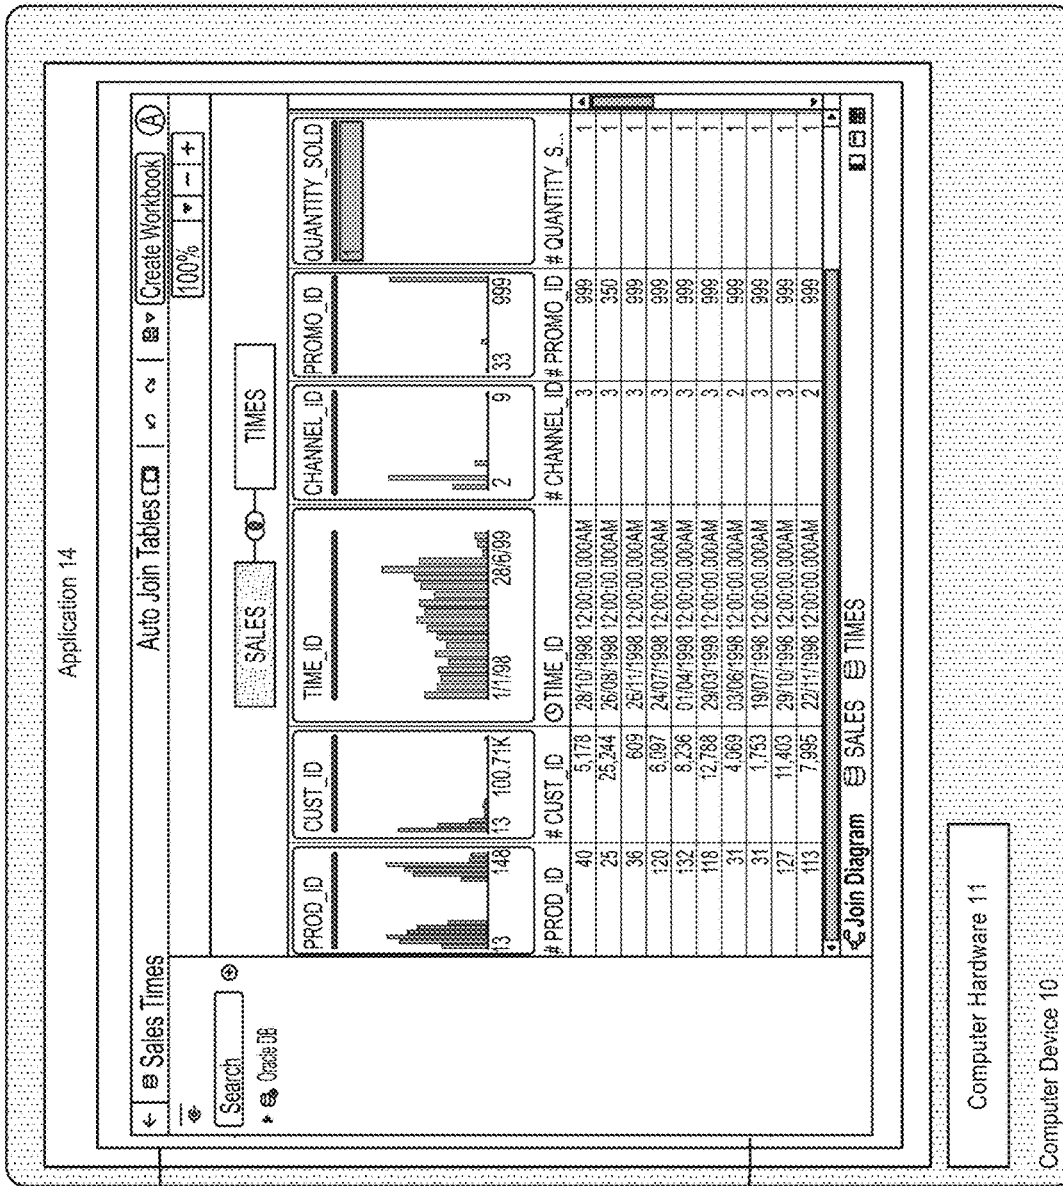 Application 14
← Sales Times
Auto Join Tables
Create Workbook
A
100% ▾ − +
Search
Oracle DB
SALES
TIMES
PROD_ID
CUST_ID
TIME_ID
CHANNEL_ID
PROMO_ID
QUANTITY_SOLD
13 148
13 100.71K
1/1/98 28/6/99
2 9
33 999
# PROD_ID # CUST_ID TIME_ID # CHANNEL_ID # PROMO_ID # QUANTITY_S..
40 5,178 28/10/1998 12:00:00.000AM 3 999 1
25 25,244 26/08/1998 12:00:00.000AM 3 350 1
36 609 26/11/1998 12:00:00.000AM 3 999 1
120 6,097 24/07/1998 12:00:00.000AM 3 999 1
132 8,236 01/04/1998 12:00:00.000AM 3 999 1
118 12,788 29/03/1998 12:00:00.000AM 3 999 1
31 4,069 03/06/1998 12:00:00.000AM 2 999 1
31 1,753 19/07/1998 12:00:00.000AM 3 999 1
127 11,403 29/10/1998 12:00:00.000AM 3 999 1
113 7,995 22/11/1998 12:00:00.000AM 2 999 1
Join Diagram SALES TIMES
Computer Hardware 11
Computer Device 10